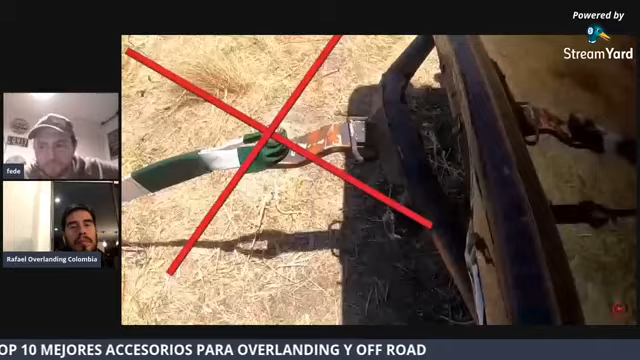 Powered by
StreamYard
fede
Rafael Overlanding Colombia
OP 10 MEJORES ACCESORIOS PARA OVERLANDING Y OFF ROAD